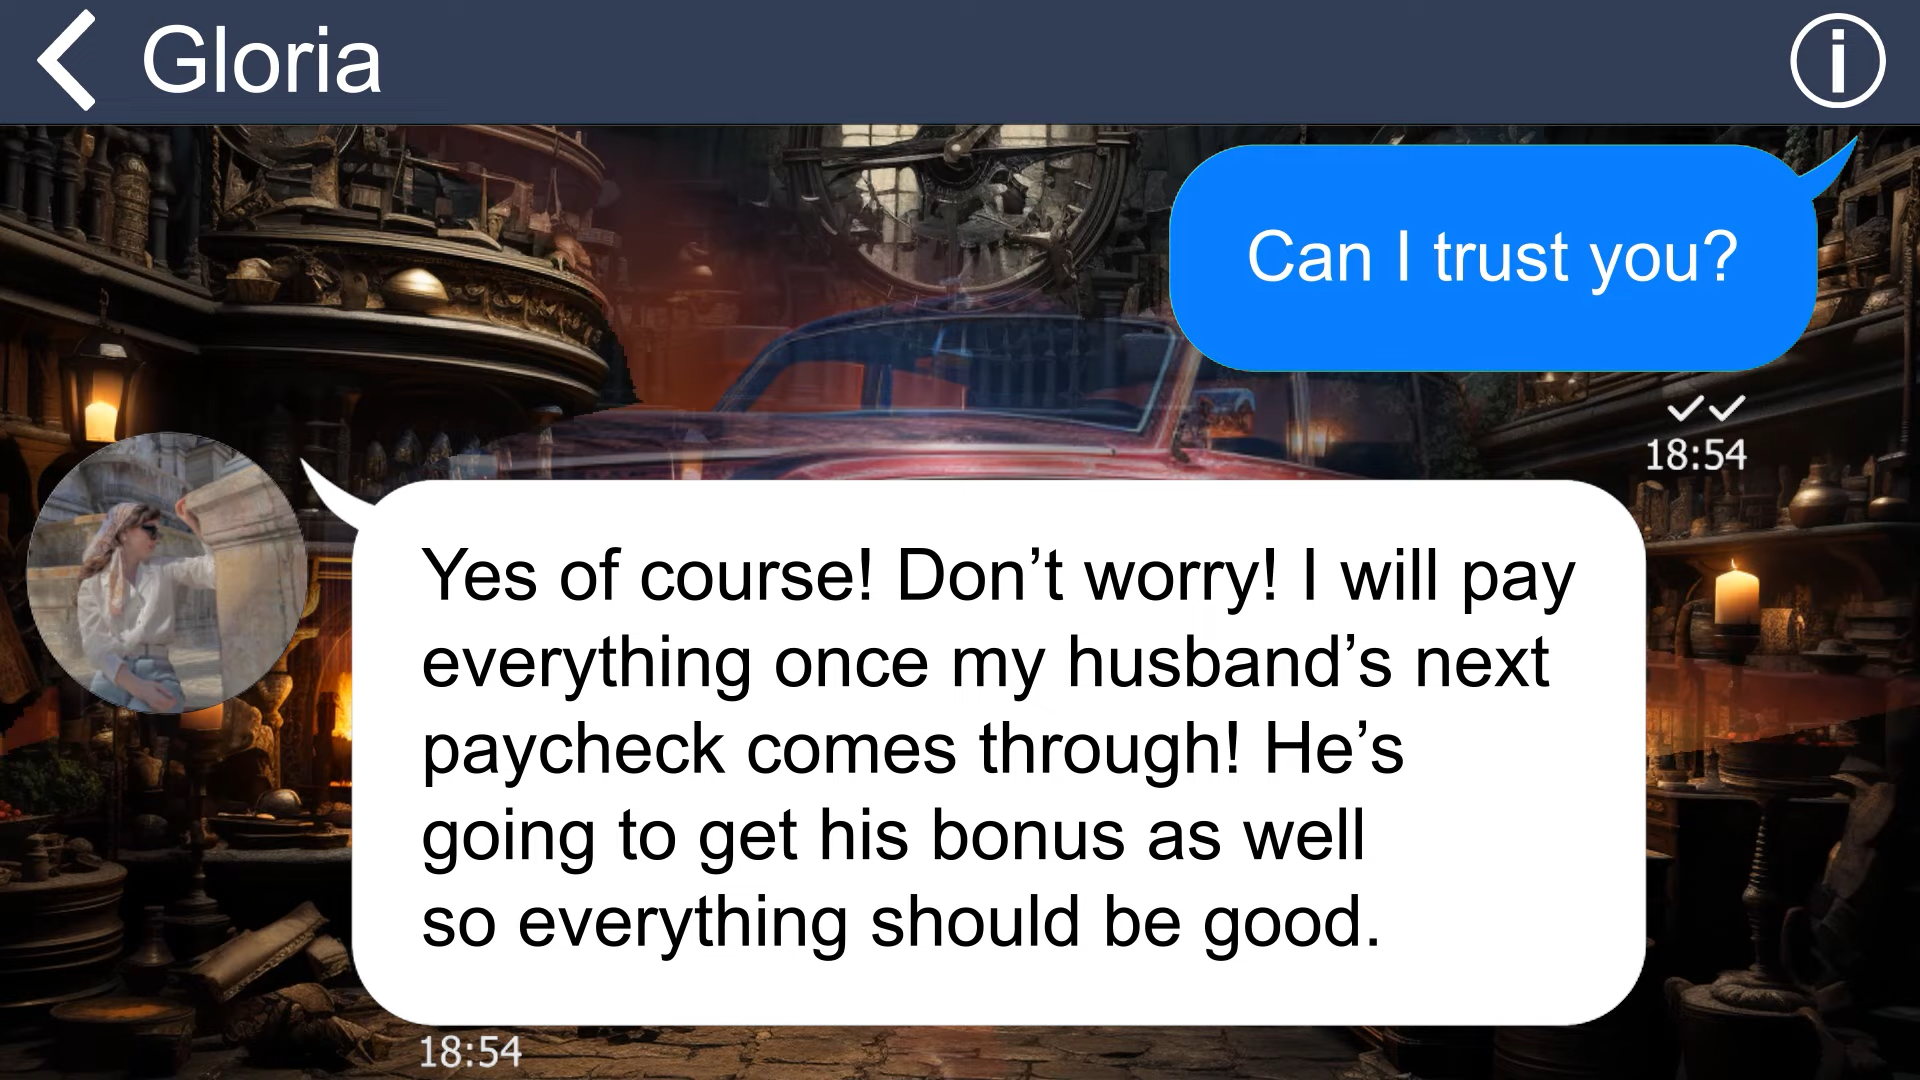 Gloria
Can I trust you?
18:54
Yes of course! Don’t worry! I will pay
everything once my husband’s next
paycheck comes through! He’s
going to get his bonus as well
so everything should be good.
18:54